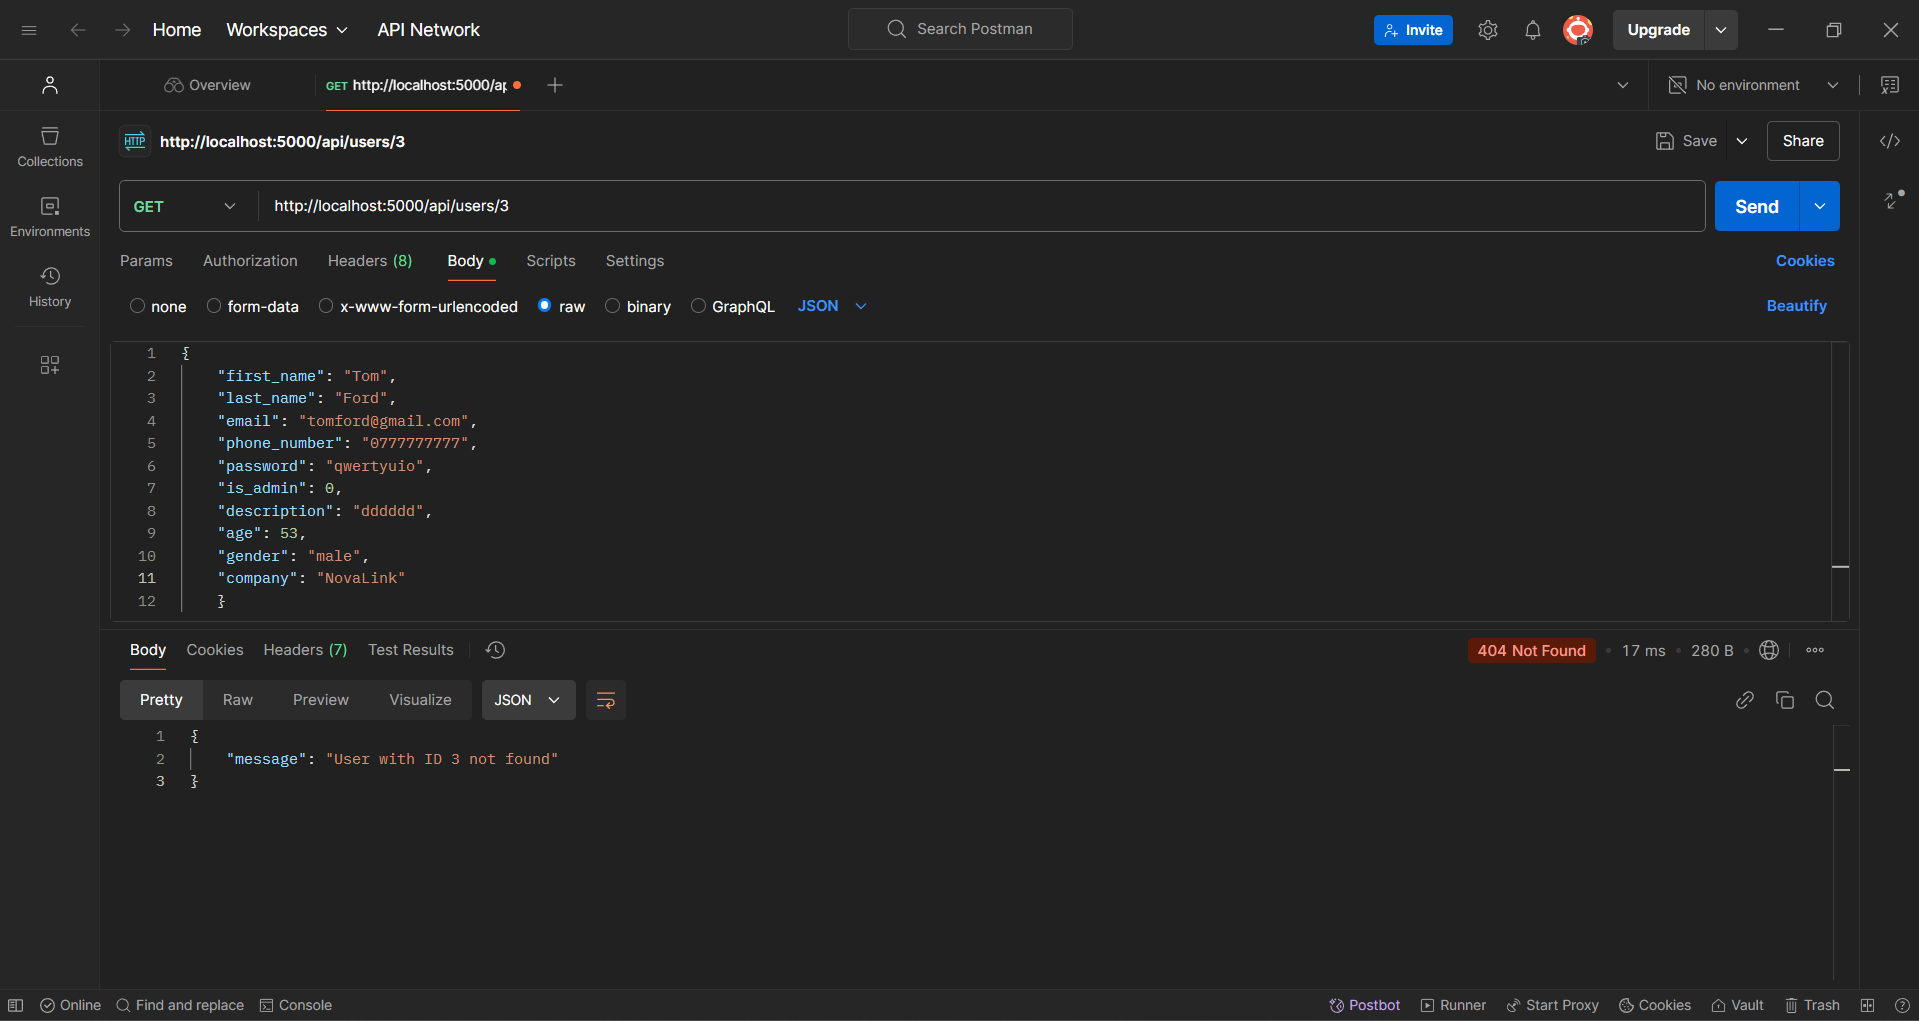 Home Workspaces API Network Search Postman Invite Upgrade
Overview GET http://localhost:5000/ap No environment
HTTP http://localhost:5000/api/users/3 Save Share
Collections
GET http://localhost:5000/api/users/3 Send
Environments
Params Authorization Headers (8) Body Scripts Settings Cookies
History
none form-data x-www-form-urlencoded raw binary GraphQL JSON Beautify
1 {
2 "first_name": "Tom",
3 "last_name": "Ford",
4 "email": "tomford@gmail.com",
5 "phone_number": "0777777777",
6 "password": "qwertyuio",
7 "is_admin": 0,
8 "description": "dddddd",
9 "age": 53,
10 "gender": "male",
11 "company": "NovaLink"
12 }
Body Cookies Headers (7) Test Results 404 Not Found • 17 ms • 280 B
Pretty Raw Preview Visualize JSON
1 {
2 "message": "User with ID 3 not found"
3 }
Online Find and replace Console Postbot Runner Start Proxy Cookies Vault Trash